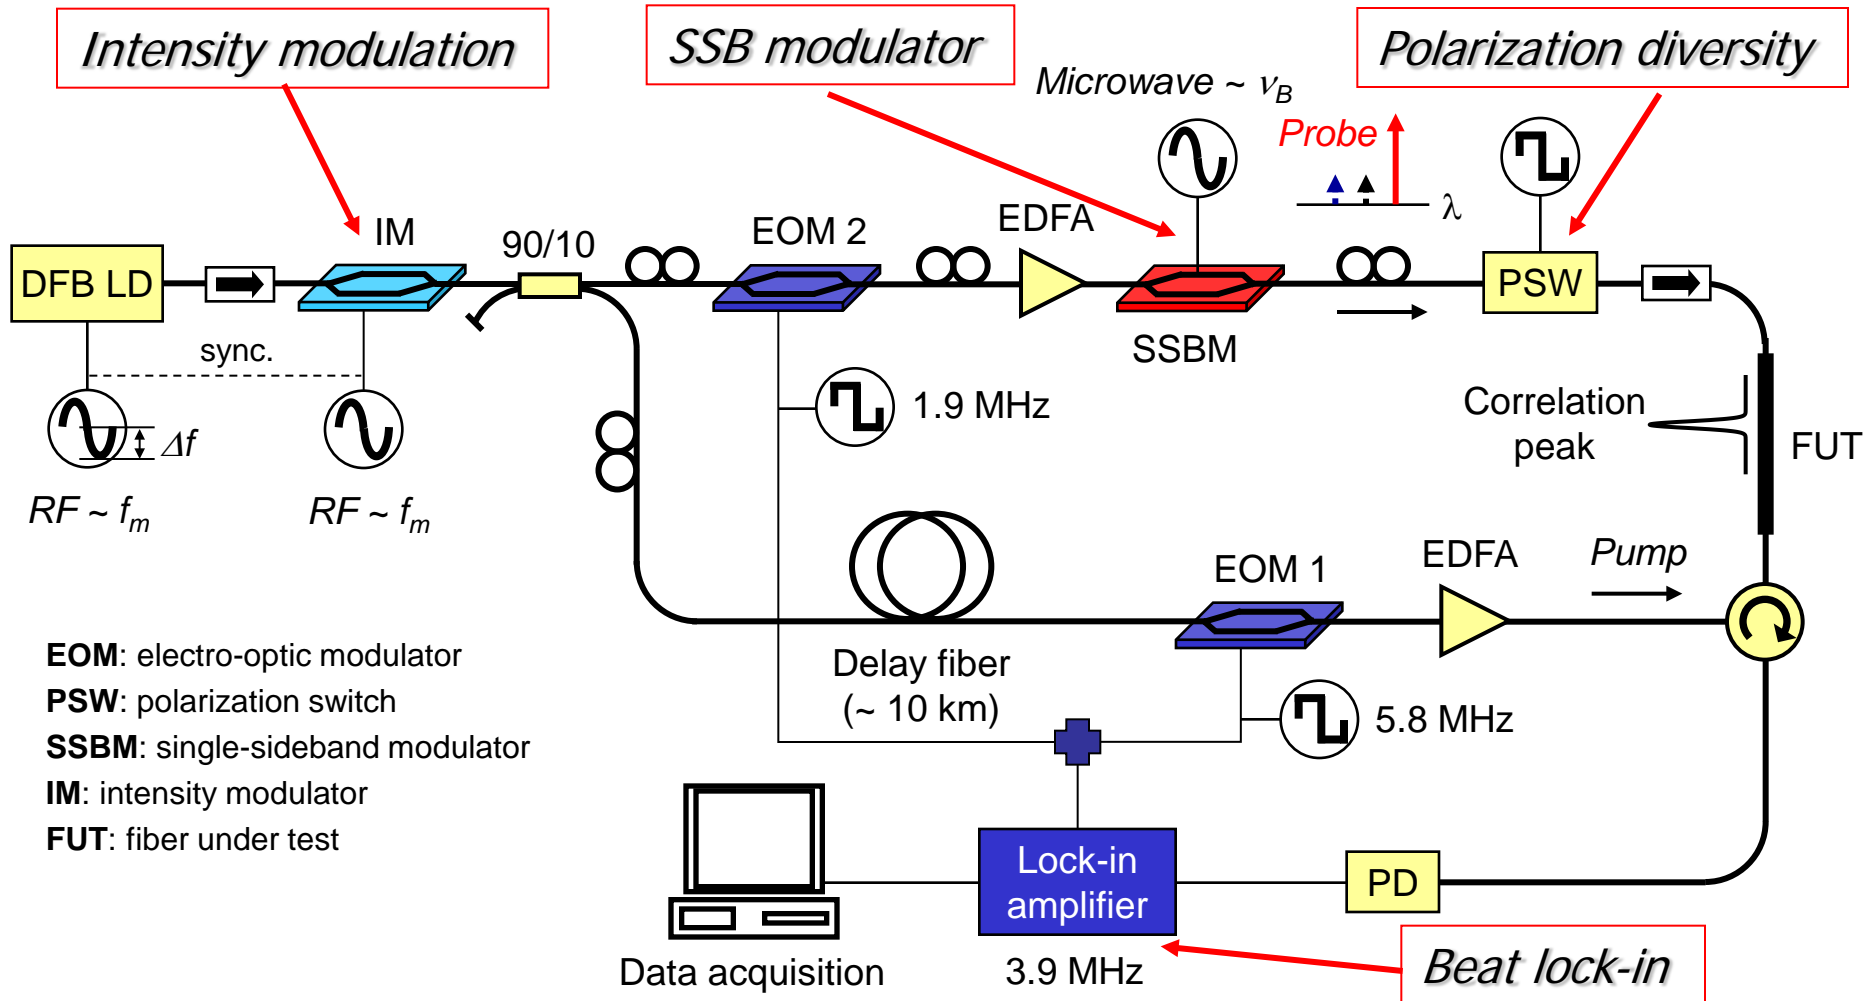 Intensity modulation
SSB modulator
Polarization diversity
Microwave ~ νB
Probe
λ
IM
90/10
EOM 2
EDFA
DFB LD
PSW
SSBM
sync.
1.9 MHz
Δf
RF ~ fm
RF ~ fm
Correlation
peak
FUT
EDFA
Pump
EOM 1
Delay fiber
(~ 10 km)
5.8 MHz
EOM: electro-optic modulator
PSW: polarization switch
SSBM: single-sideband modulator
IM: intensity modulator
FUT: fiber under test
Lock-in
amplifier
PD
Data acquisition
3.9 MHz
Beat lock-in